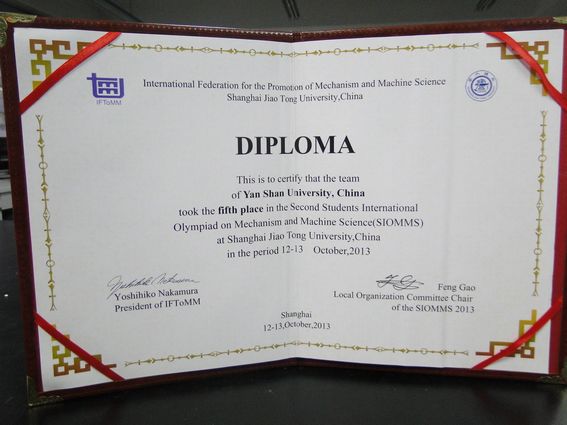 IFToMM
International Federation for the Promotion of Mechanism and Machine Science
Shanghai Jiao Tong University,China
DIPLOMA
This is to certify that the team
of Yan Shan University, China
took the fifth place in the Second Students International
Olympiad on Mechanism and Machine Science(SIOMMS)
at Shanghai Jiao Tong University,China
in the period 12-13 October,2013
Yoshihiko Nakamura
Yoshihiko Nakamura
President of IFToMM
Feng Gao
Local Organization Committee Chair
of the SIOMMS 2013
Shanghai
12-13,October,2013